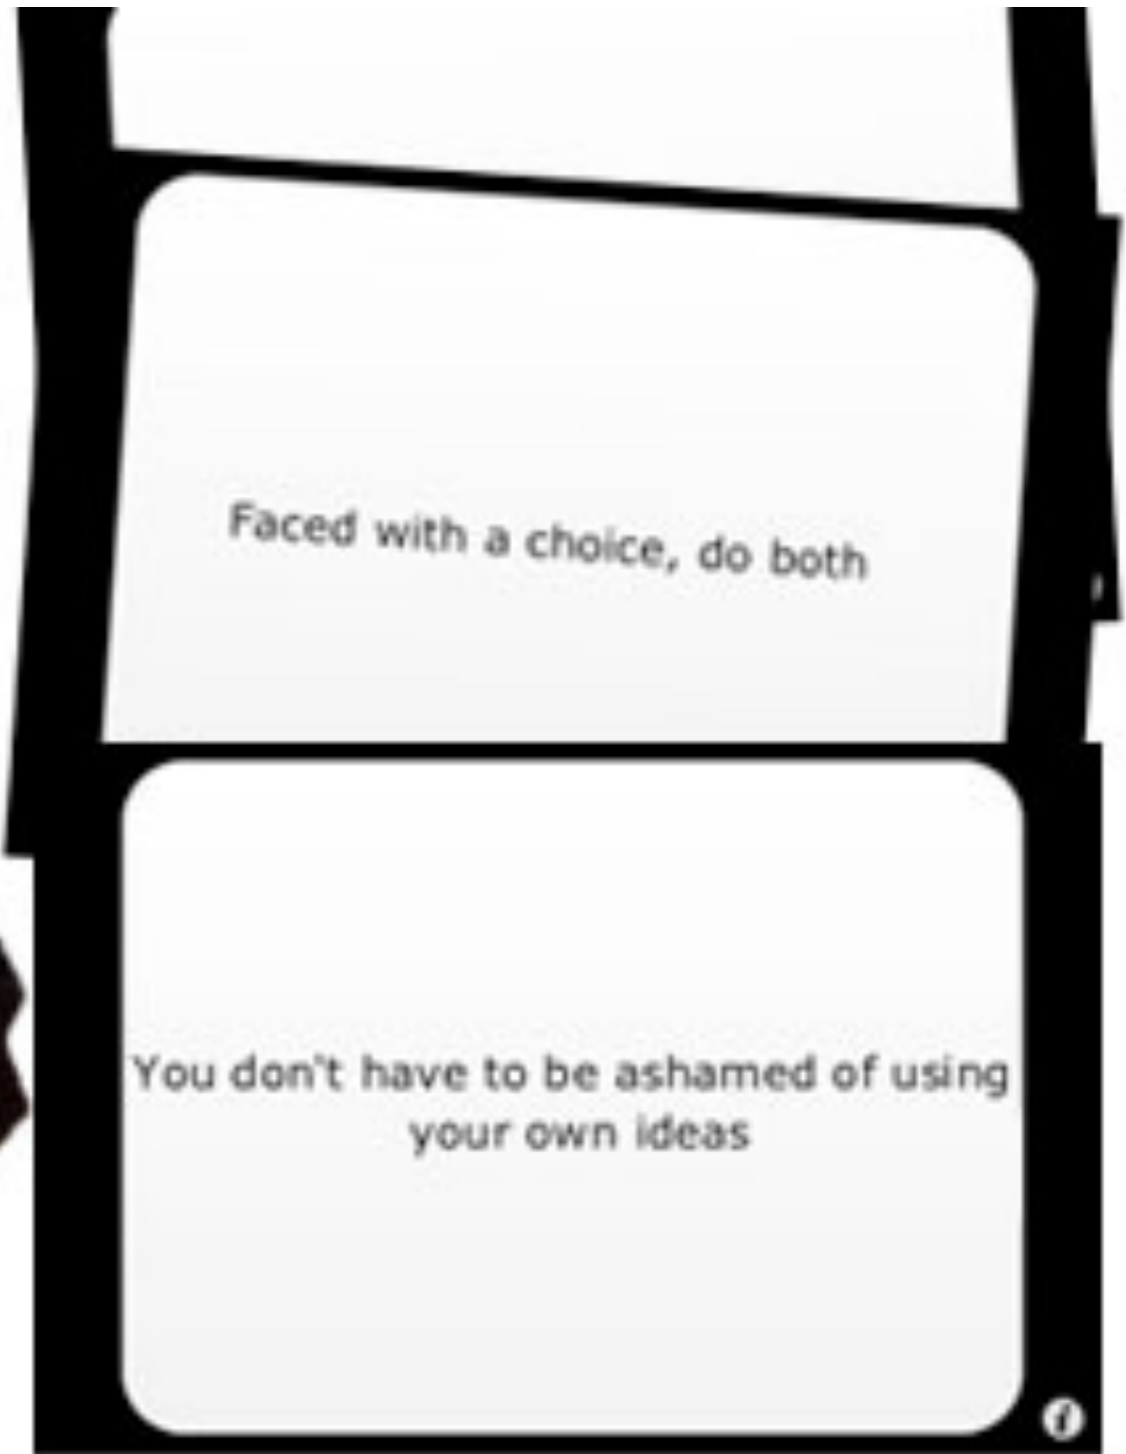 Faced with a choice, do both
You don't have to be ashamed of using
your own ideas
i